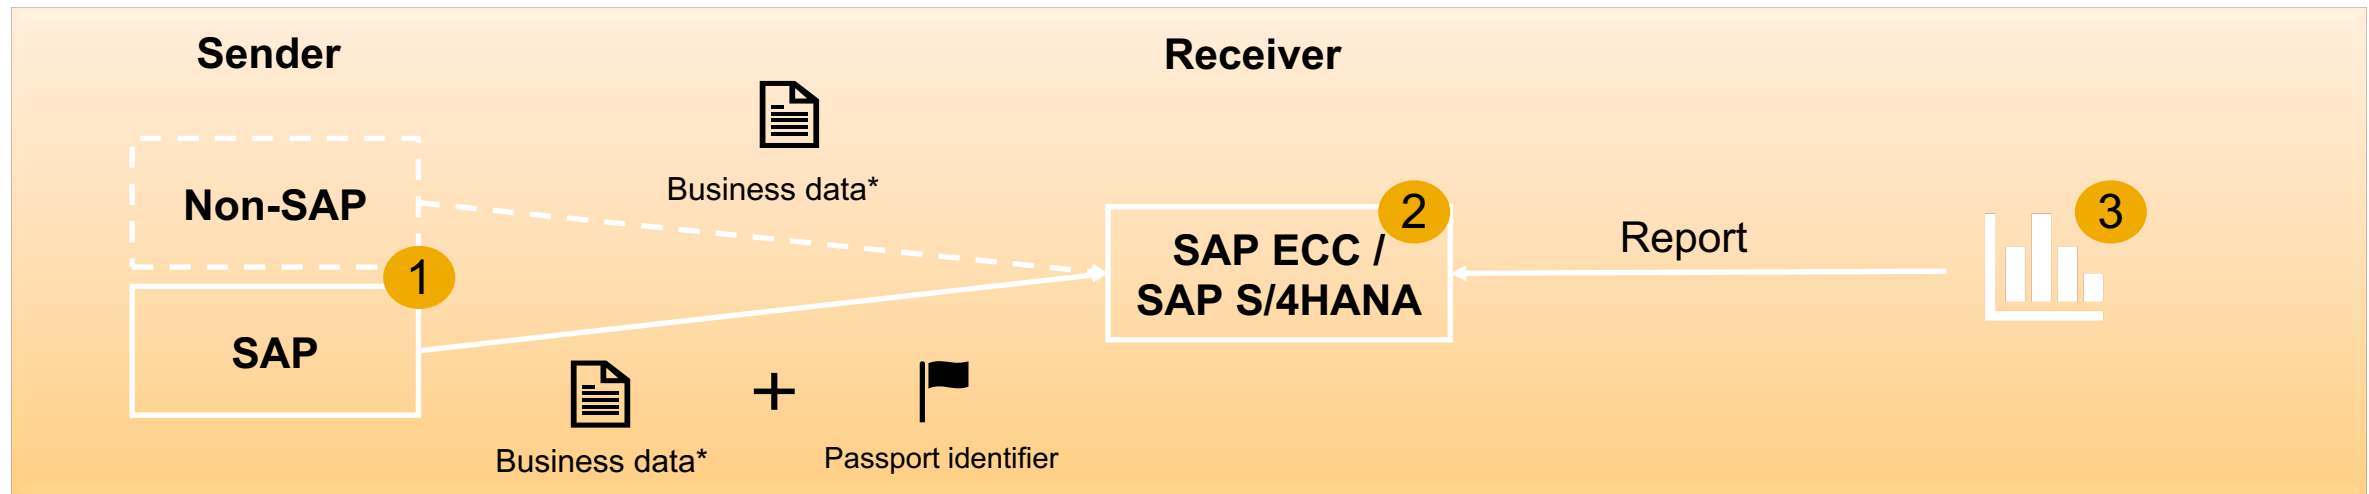 Sender
Receiver
Business data*
Non-SAP
1
SAP
2
SAP ECC /
SAP S/4HANA
Report
3
Business data*
+
Passport identifier